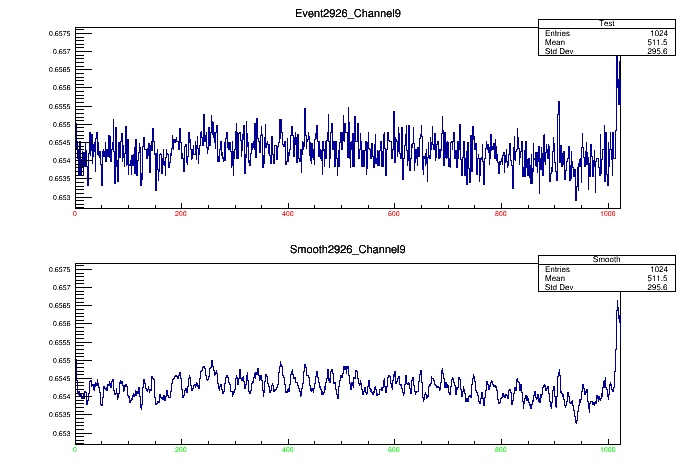 Event2926_Channel9
Test
Entries 1024
Mean 511.5
Std Dev 295.6
0.6575
0.657
0.6565
0.656
0.6555
0.655
0.6545
0.654
0.6535
0.653
0 200 400 600 800 1000
Smooth2926_Channel9
Smooth
Entries 1024
Mean 511.5
Std Dev 295.6
0.6575
0.657
0.6565
0.656
0.6555
0.655
0.6545
0.654
0.6535
0.653
0 200 400 600 800 1000